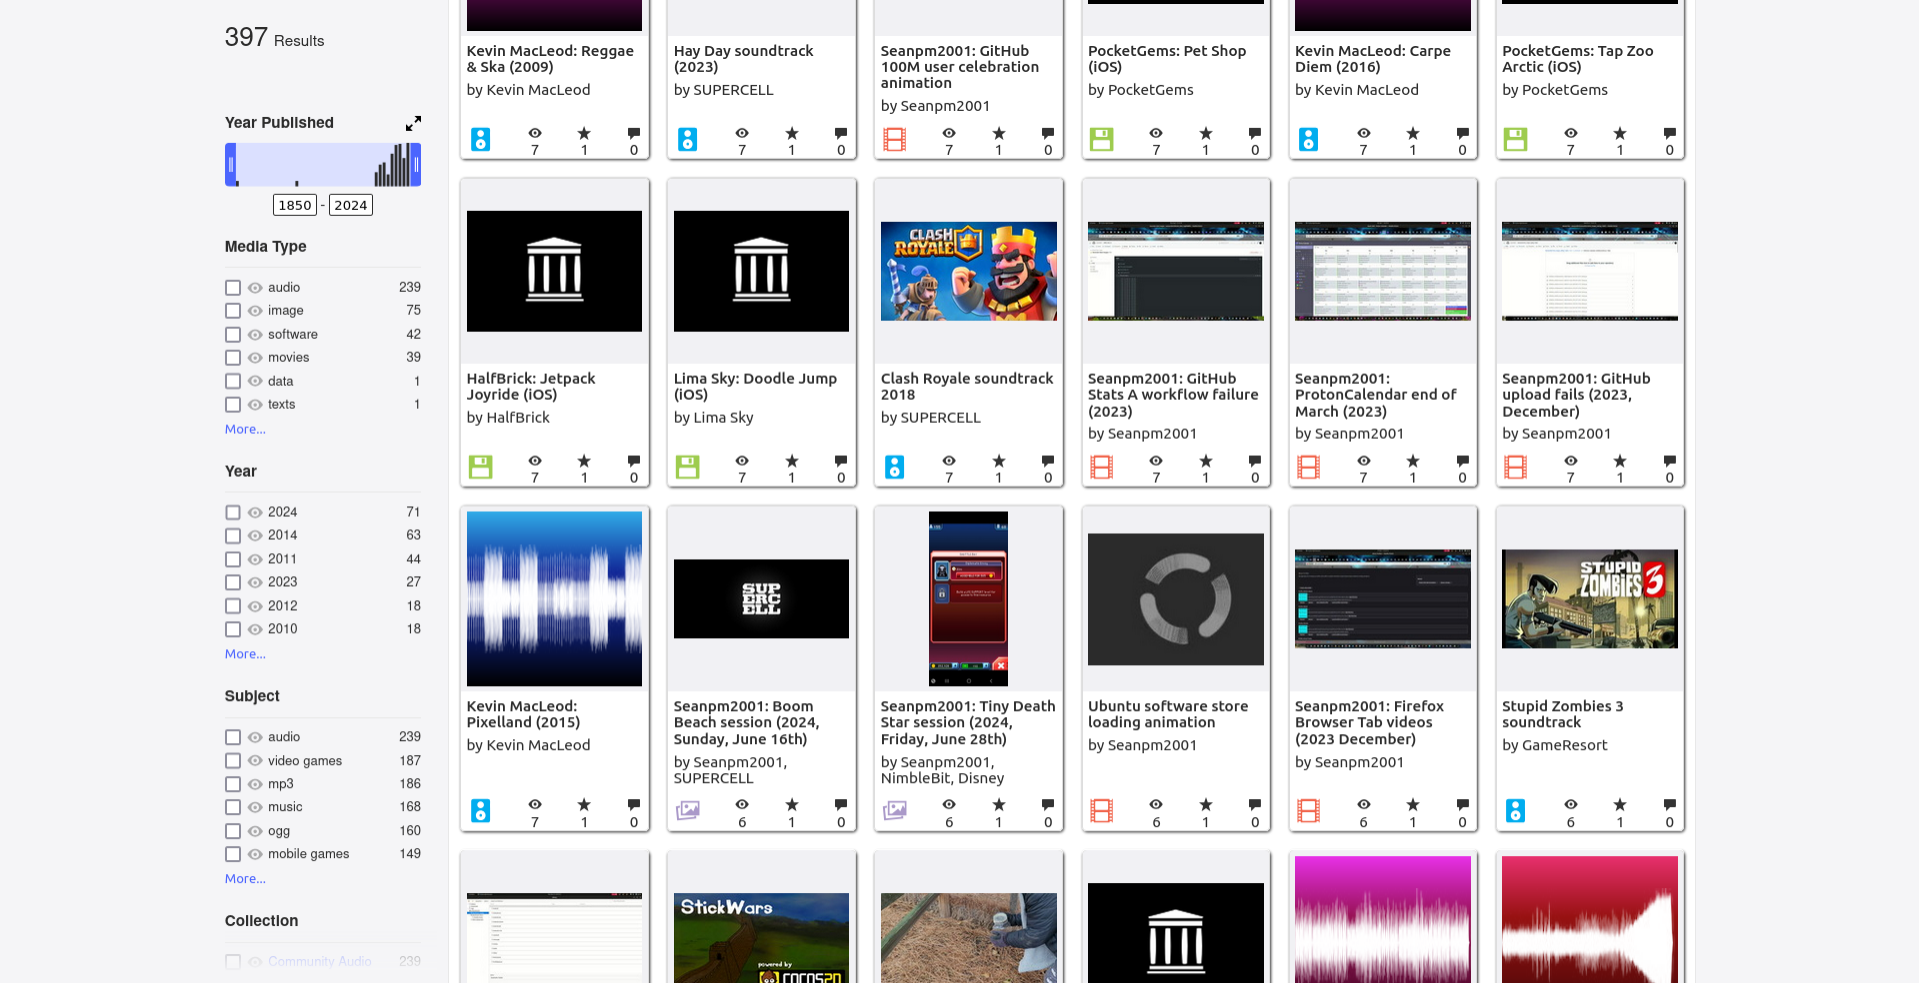 397 Results
Year Published
1850 - 2024
Media Type
audio 239
image 75
software 42
movies 39
data 1
texts 1
More...
Year
2024 71
2014 63
2011 44
2023 27
2012 18
2010 18
More...
Subject
audio 239
video games 187
mp3 186
music 168
ogg 160
mobile games 149
More...
Collection
Community Audio 239
Kevin MacLeod: Reggae
& Ska (2009)
by Kevin MacLeod
7 1 0
Hay Day soundtrack
(2023)
by SUPERCELL
7 1 0
Seanpm2001: GitHub
100M user celebration
animation
by Seanpm2001
7 1 0
PocketGems: Pet Shop
(iOS)
by PocketGems
7 1 0
Kevin MacLeod: Carpe
Diem (2016)
by Kevin MacLeod
7 1 0
PocketGems: Tap Zoo
Arctic (iOS)
by PocketGems
7 1 0
HalfBrick: Jetpack
Joyride (iOS)
by HalfBrick
7 1 0
Lima Sky: Doodle Jump
(iOS)
by Lima Sky
7 1 0
CLASH
ROYALE
Clash Royale soundtrack
2018
by SUPERCELL
7 1 0
Seanpm2001: GitHub
Stats A workflow failure
(2023)
by Seanpm2001
7 1 0
Seanpm2001:
ProtonCalendar end of
March (2023)
by Seanpm2001
7 1 0
Seanpm2001: GitHub
upload fails (2023,
December)
by Seanpm2001
7 1 0
Kevin MacLeod:
Pixelland (2015)
by Kevin MacLeod
7 1 0
SUP
ERC
ELL
Seanpm2001: Boom
Beach session (2024,
Sunday, June 16th)
by Seanpm2001,
SUPERCELL
6 1 0
Seanpm2001: Tiny Death
Star session (2024,
Friday, June 28th)
by Seanpm2001,
NimbleBit, Disney
6 1 0
Ubuntu software store
loading animation
by Seanpm2001
6 1 0
Seanpm2001: Firefox
Browser Tab videos
(2023 December)
by Seanpm2001
6 1 0
STUPID
ZOMBIES 3
Stupid Zombies 3
soundtrack
by GameResort
6 1 0
StickWars
powered by
COCOS2D